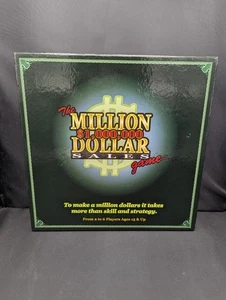 The
MILLION
$1,000,000
DOLLAR
SALES
game
To make a million dollars it takes
more than skill and strategy.
From 2 to 6 Players Ages 12 & Up